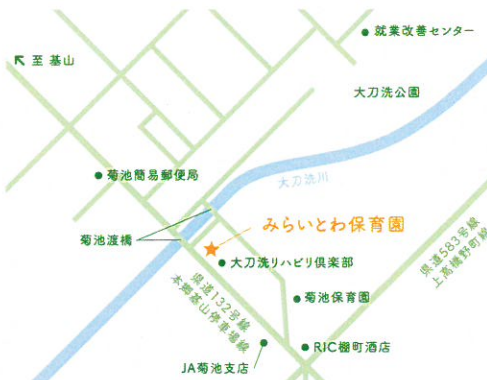 就業改善センター
至 基山
大刀洗公園
菊池簡易郵便局
大刀洗川
みらいとわ保育園
菊池渡橋
大刀洗リハビリ倶楽部
県道583号線
上高橋野町線
県道132号線
本郷基山停車場線
菊池保育園
RIC棚町酒店
JA菊池支店